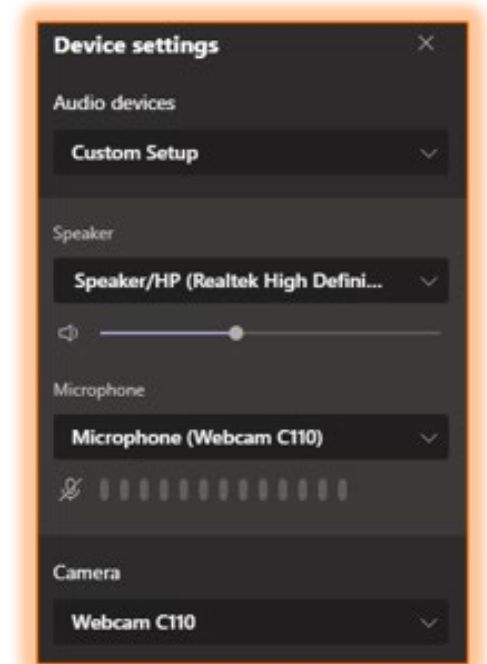 Device settings
Audio devices
Custom Setup
Speaker
Speaker/HP (Realtek High Defini...
Microphone
Microphone (Webcam C110)
Camera
Webcam C110